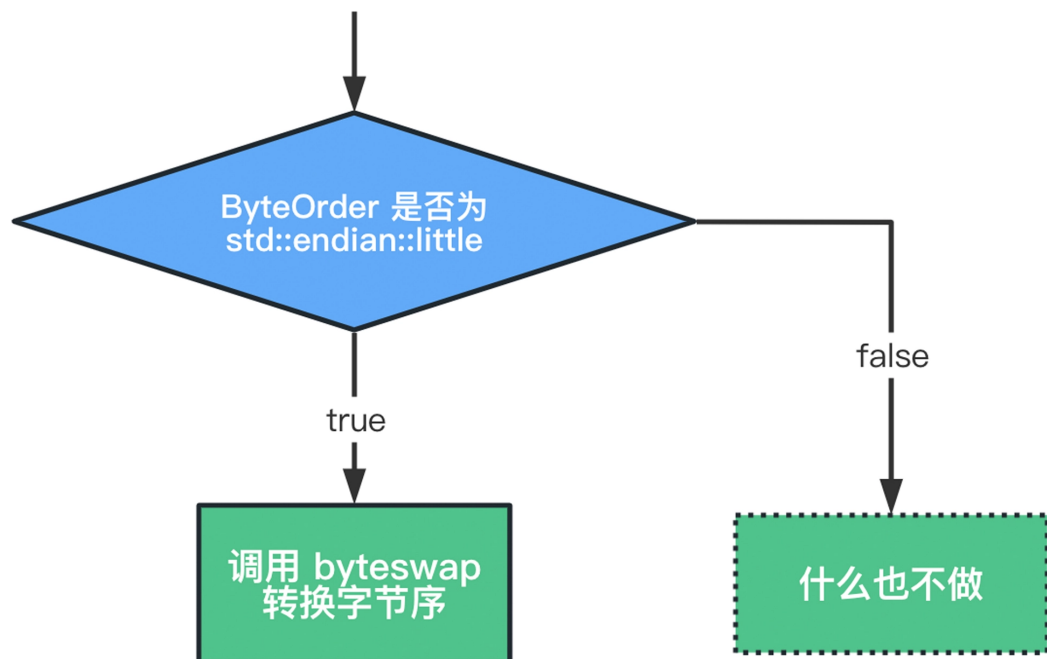 ByteOrder 是否为
std::endian::little
false
true
调用 byteswap
转换字节序
什么也不做